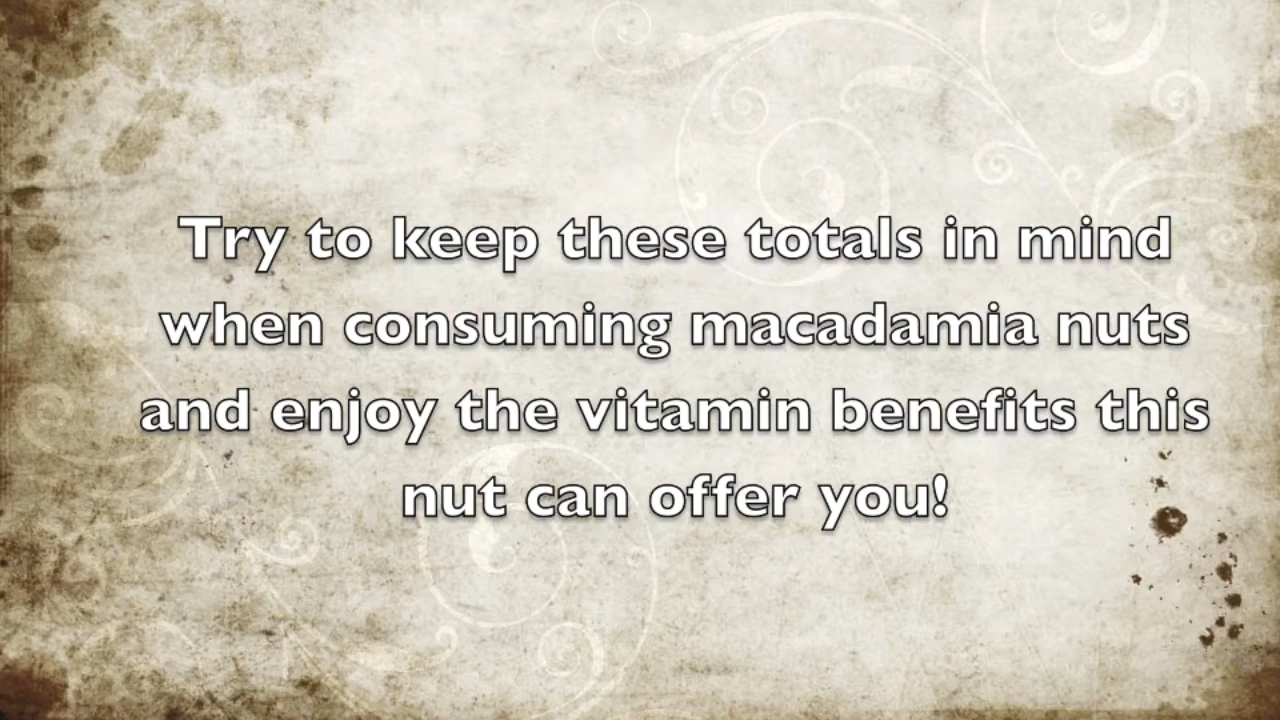 Try to keep these totals in mind
when consuming macadamia nuts
and enjoy the vitamin benefits this
nut can offer you!